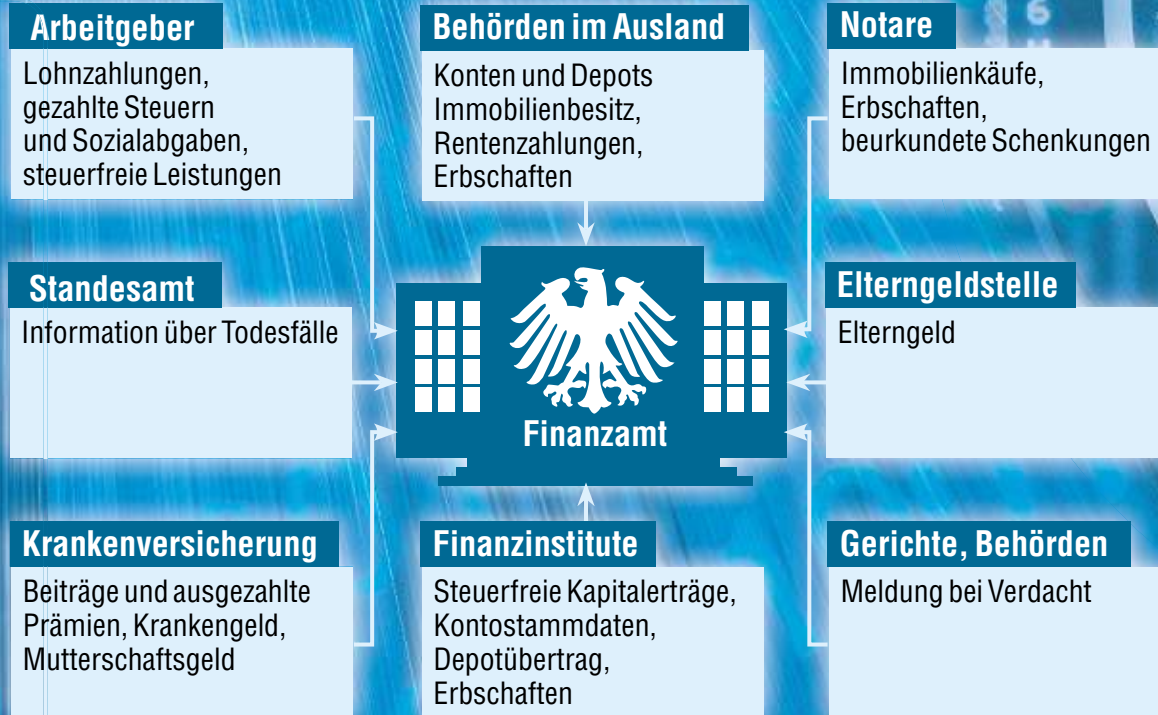 Arbeitgeber
Lohnzahlungen,
gezahlte Steuern
und Sozialabgaben,
steuerfreie Leistungen
Behörden im Ausland
Konten und Depots
Immobilienbesitz,
Rentenzahlungen,
Erbschaften
Notare
Immobilienkäufe,
Erbschaften,
beurkundete Schenkungen
Standesamt
Information über Todesfälle
Finanzamt
Elterngeldstelle
Elterngeld
Krankenversicherung
Beiträge und ausgezahlte
Prämien, Krankengeld,
Mutterschaftsgeld
Finanzinstitute
Steuerfreie Kapitalerträge,
Kontostammdaten,
Depotübertrag,
Erbschaften
Gerichte, Behörden
Meldung bei Verdacht